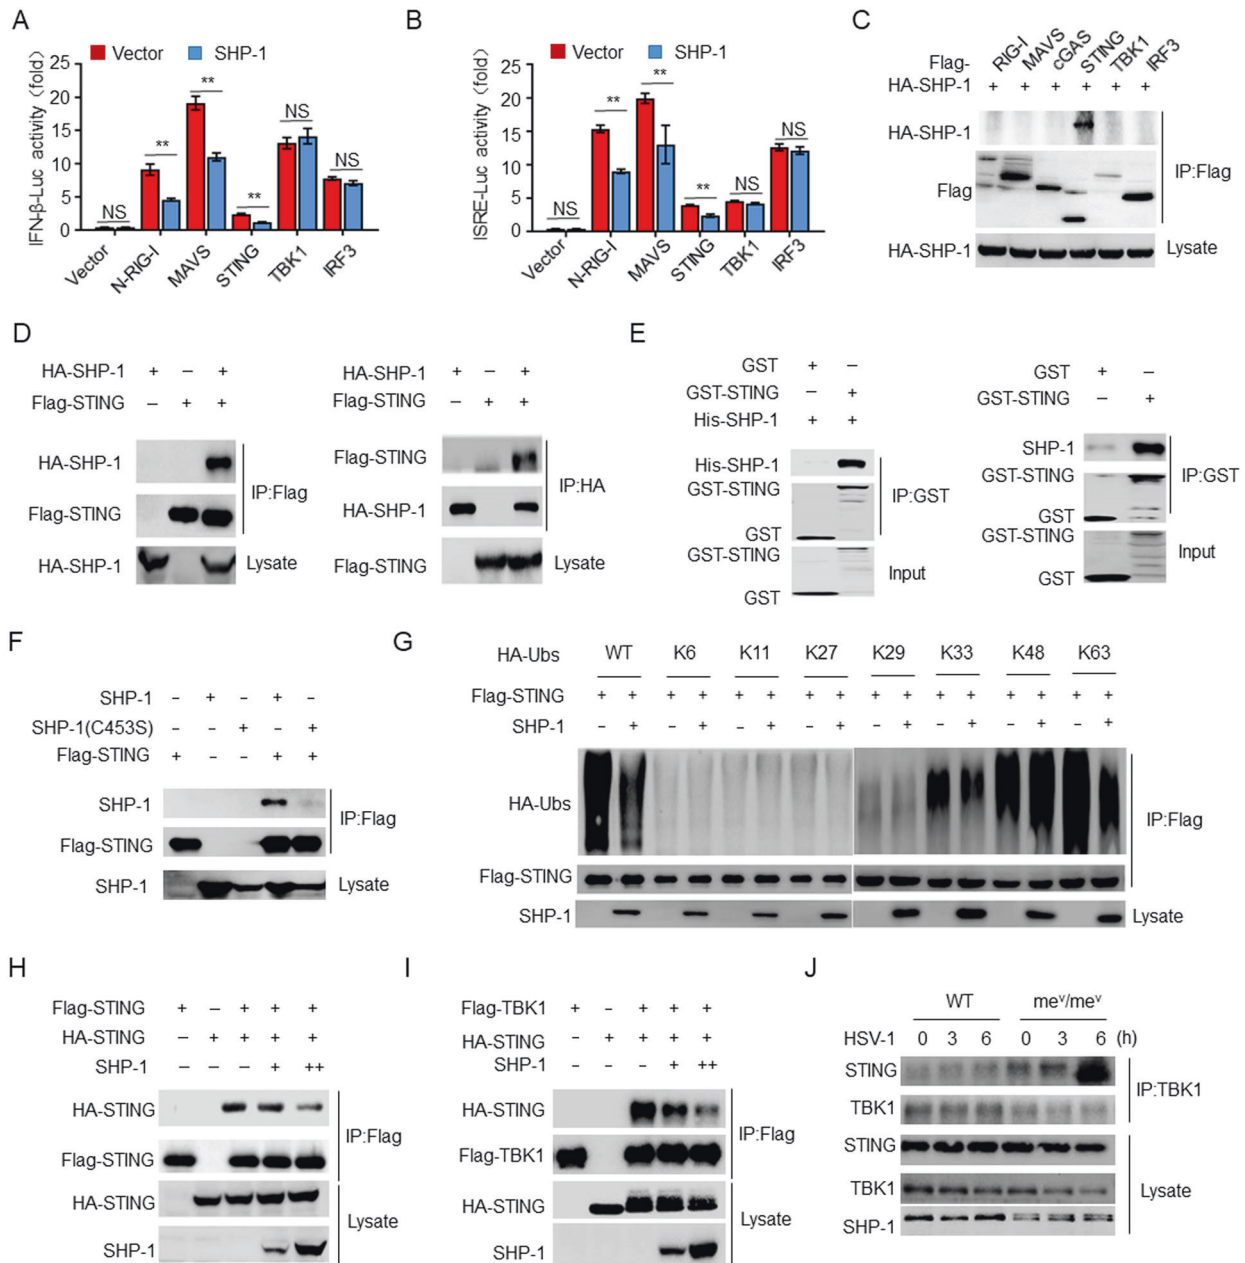 A
Vector SHP-1
IFN-β-Luc activity (fold)
25
20
15
10
5
0
** ** ** NS NS NS
Vector N-RIG-I MAVS STING TBK1 IRF3
B
Vector SHP-1
ISRE-Luc activity (fold)
25
20
15
10
5
0
NS ** ** ** NS NS
Vector N-RIG-I MAVS STING TBK1 IRF3
C
Flag- RIG-I MAVS cGAS STING TBK1 IRF3
HA-SHP-1 + + + + + +
HA-SHP-1
Flag
IP:Flag
HA-SHP-1 Lysate
D
HA-SHP-1 + – +
Flag-STING – + +
HA-SHP-1
Flag-STING
IP:Flag
HA-SHP-1 Lysate
HA-SHP-1 + – +
Flag-STING – + +
Flag-STING
HA-SHP-1
IP:HA
Flag-STING Lysate
E
GST + –
GST-STING – +
His-SHP-1 + +
His-SHP-1
GST-STING
IP:GST
GST
GST-STING
Input
GST
GST + –
GST-STING – +
SHP-1
GST-STING
IP:GST
GST
GST-STING
Input
GST
F
SHP-1 – + – + –
SHP-1(C453S) – – + – +
Flag-STING + – – + +
SHP-1
Flag-STING
IP:Flag
SHP-1 Lysate
G
HA-Ubs WT K6 K11 K27 K29 K33 K48 K63
Flag-STING + + + + + + + + + + + + + + + +
SHP-1 – + – + – + – + – + – + – + – +
HA-Ubs
IP:Flag
Flag-STING
SHP-1 Lysate
H
Flag-STING + – + + +
HA-STING – + + + +
SHP-1 – – – + ++
HA-STING
Flag-STING
IP:Flag
HA-STING
SHP-1
Lysate
I
Flag-TBK1 + – + + +
HA-STING – + + + +
SHP-1 – – – + ++
HA-STING
Flag-TBK1
IP:Flag
HA-STING
SHP-1
Lysate
J
WT meᵛ/meᵛ
HSV-1 0 3 6 0 3 6 (h)
STING
TBK1
IP:TBK1
STING
TBK1
SHP-1
Lysate